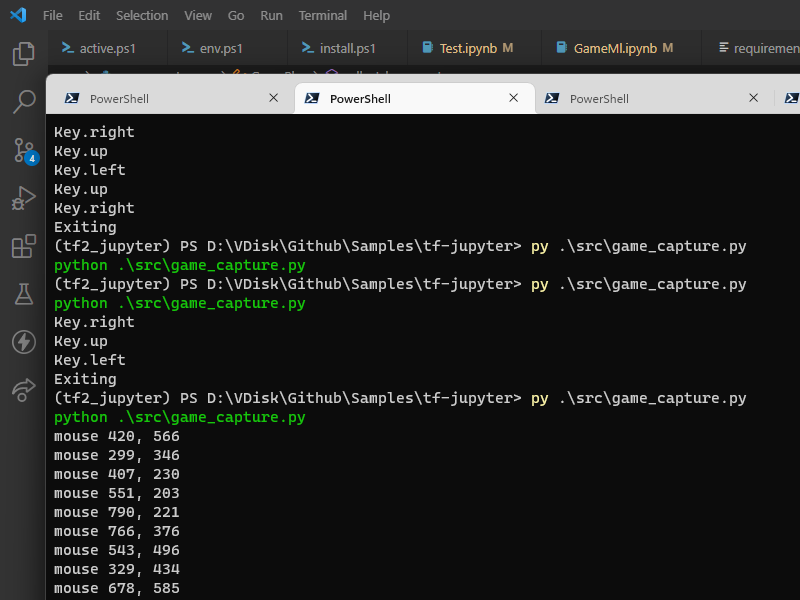 File Edit Selection View Go Run Terminal Help
active.ps1 env.ps1 install.ps1 Test.ipynb M GameMl.ipynb M requiremen
PowerShell PowerShell PowerShell
4
Key.right
Key.up
Key.left
Key.up
Key.right
Exiting
(tf2_jupyter) PS D:\VDisk\Github\Samples\tf-jupyter> py .\src\game_capture.py
python .\src\game_capture.py
(tf2_jupyter) PS D:\VDisk\Github\Samples\tf-jupyter> py .\src\game_capture.py
python .\src\game_capture.py
Key.right
Key.up
Key.left
Exiting
(tf2_jupyter) PS D:\VDisk\Github\Samples\tf-jupyter> py .\src\game_capture.py
python .\src\game_capture.py
mouse 420, 566
mouse 299, 346
mouse 407, 230
mouse 551, 203
mouse 790, 221
mouse 766, 376
mouse 543, 496
mouse 329, 434
mouse 678, 585